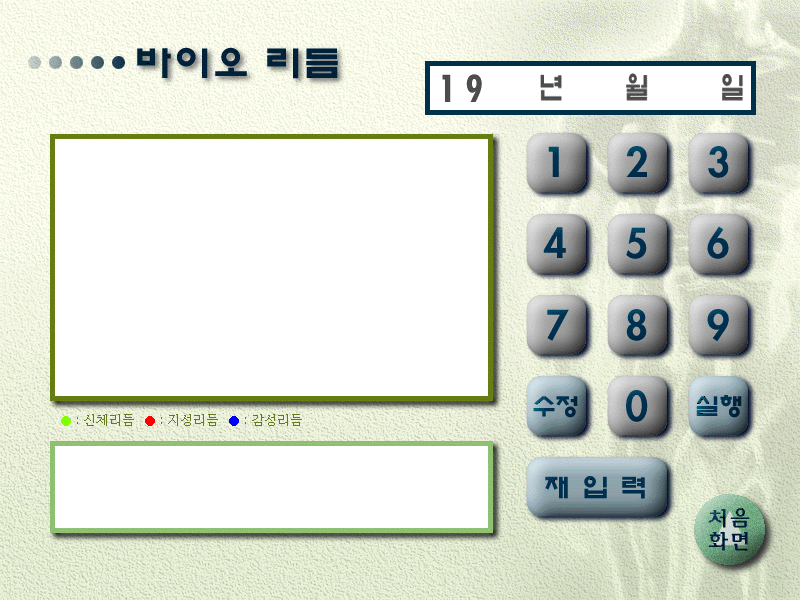 바이오 리듬
19 년 월 일
1 2 3
4 5 6
7 8 9
수정 0 실행
: 신체리듬 : 지성리듬 : 감성리듬
재입력
처음
화면